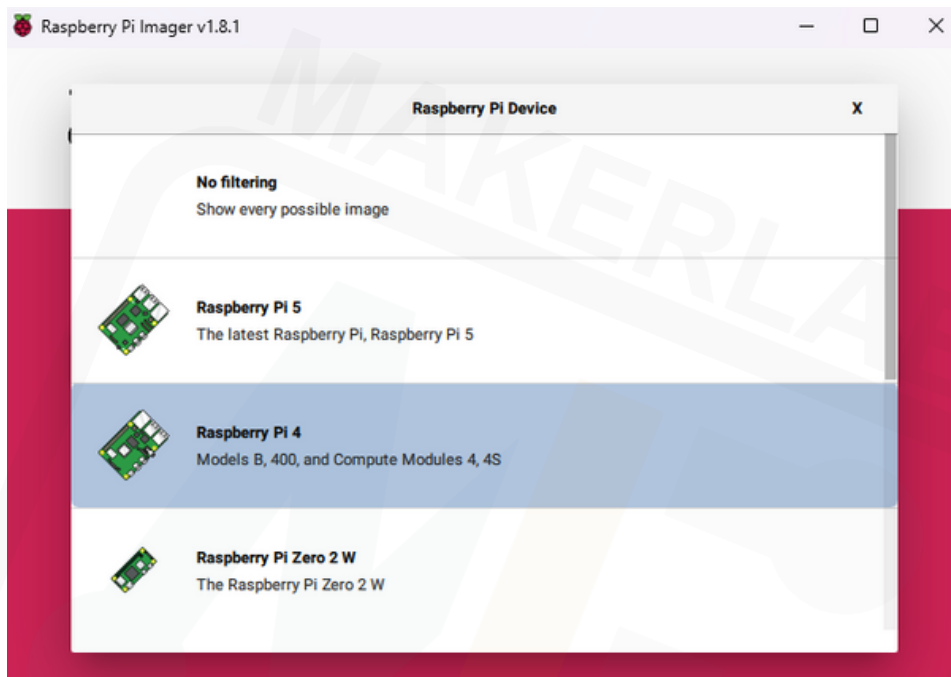 Raspberry Pi Imager v1.8.1
Raspberry Pi Device X
No filtering
Show every possible image
Raspberry Pi 5
The latest Raspberry Pi, Raspberry Pi 5
Raspberry Pi 4
Models B, 400, and Compute Modules 4, 4S
Raspberry Pi Zero 2 W
The Raspberry Pi Zero 2 W
MAKERLA